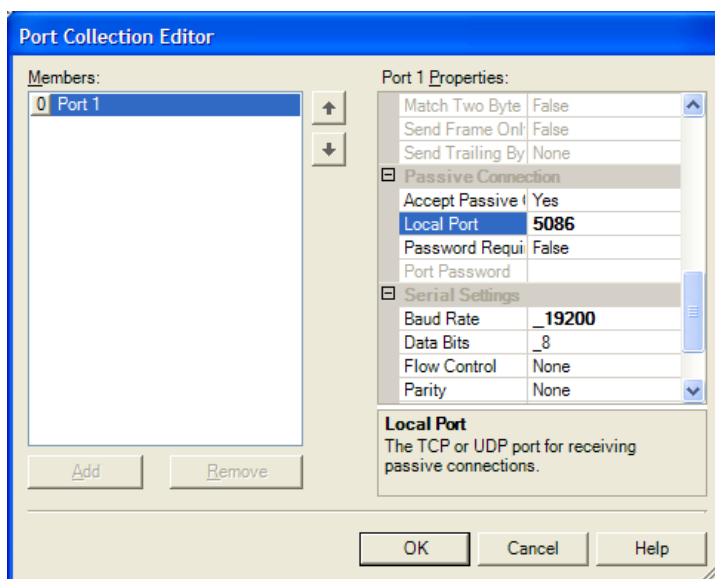 Port Collection Editor
Members:
0 Port 1
Port 1 Properties:
Match Two Byte False
Send Frame Onl False
Send Trailing By None
Passive Connection
Accept Passive Yes
Local Port 5086
Password Requi False
Port Password
Serial Settings
Baud Rate _19200
Data Bits _8
Flow Control None
Parity None
Local Port
The TCP or UDP port for receiving
passive connections.
Add Remove
OK Cancel Help